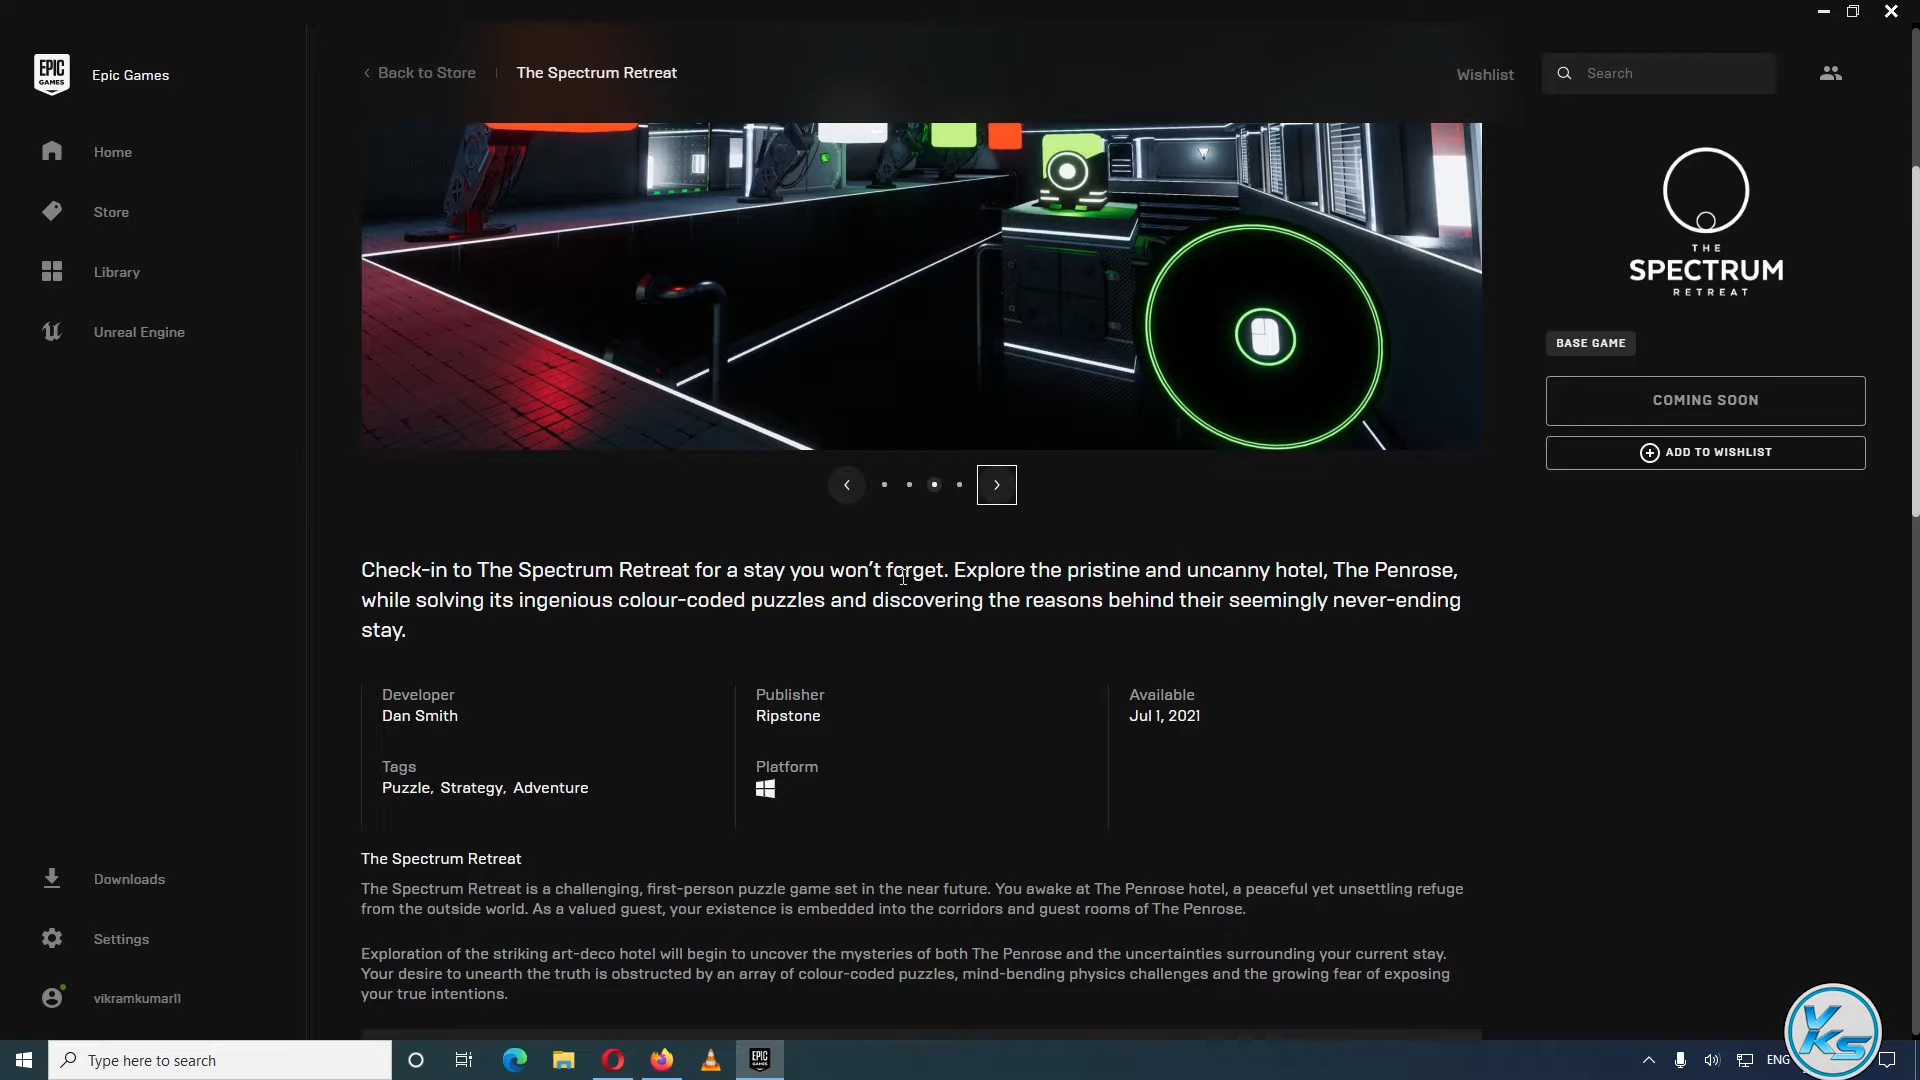 EPIC
GAMES
Epic Games
Back to Store
The Spectrum Retreat
Wishlist
Search
Home
Store
Library
Unreal Engine
THE
SPECTRUM
RETREAT
BASE GAME
COMING SOON
ADD TO WISHLIST
Check-in to The Spectrum Retreat for a stay you won’t forget. Explore the pristine and uncanny hotel, The Penrose,
while solving its ingenious colour-coded puzzles and discovering the reasons behind their seemingly never-ending
stay.
Developer
Dan Smith
Publisher
Ripstone
Available
Jul 1, 2021
Tags
Puzzle, Strategy, Adventure
Platform
The Spectrum Retreat
The Spectrum Retreat is a challenging, first-person puzzle game set in the near future. You awake at The Penrose hotel, a peaceful yet unsettling refuge
from the outside world. As a valued guest, your existence is embedded into the corridors and guest rooms of The Penrose.
Exploration of the striking art-deco hotel will begin to uncover the mysteries of both The Penrose and the uncertainties surrounding your current stay.
Your desire to unearth the truth is obstructed by an array of colour-coded puzzles, mind-bending physics challenges and the growing fear of exposing
your true intentions.
Downloads
Settings
vikramkumar11
Type here to search
EPIC
GAMES
ENG
VKS